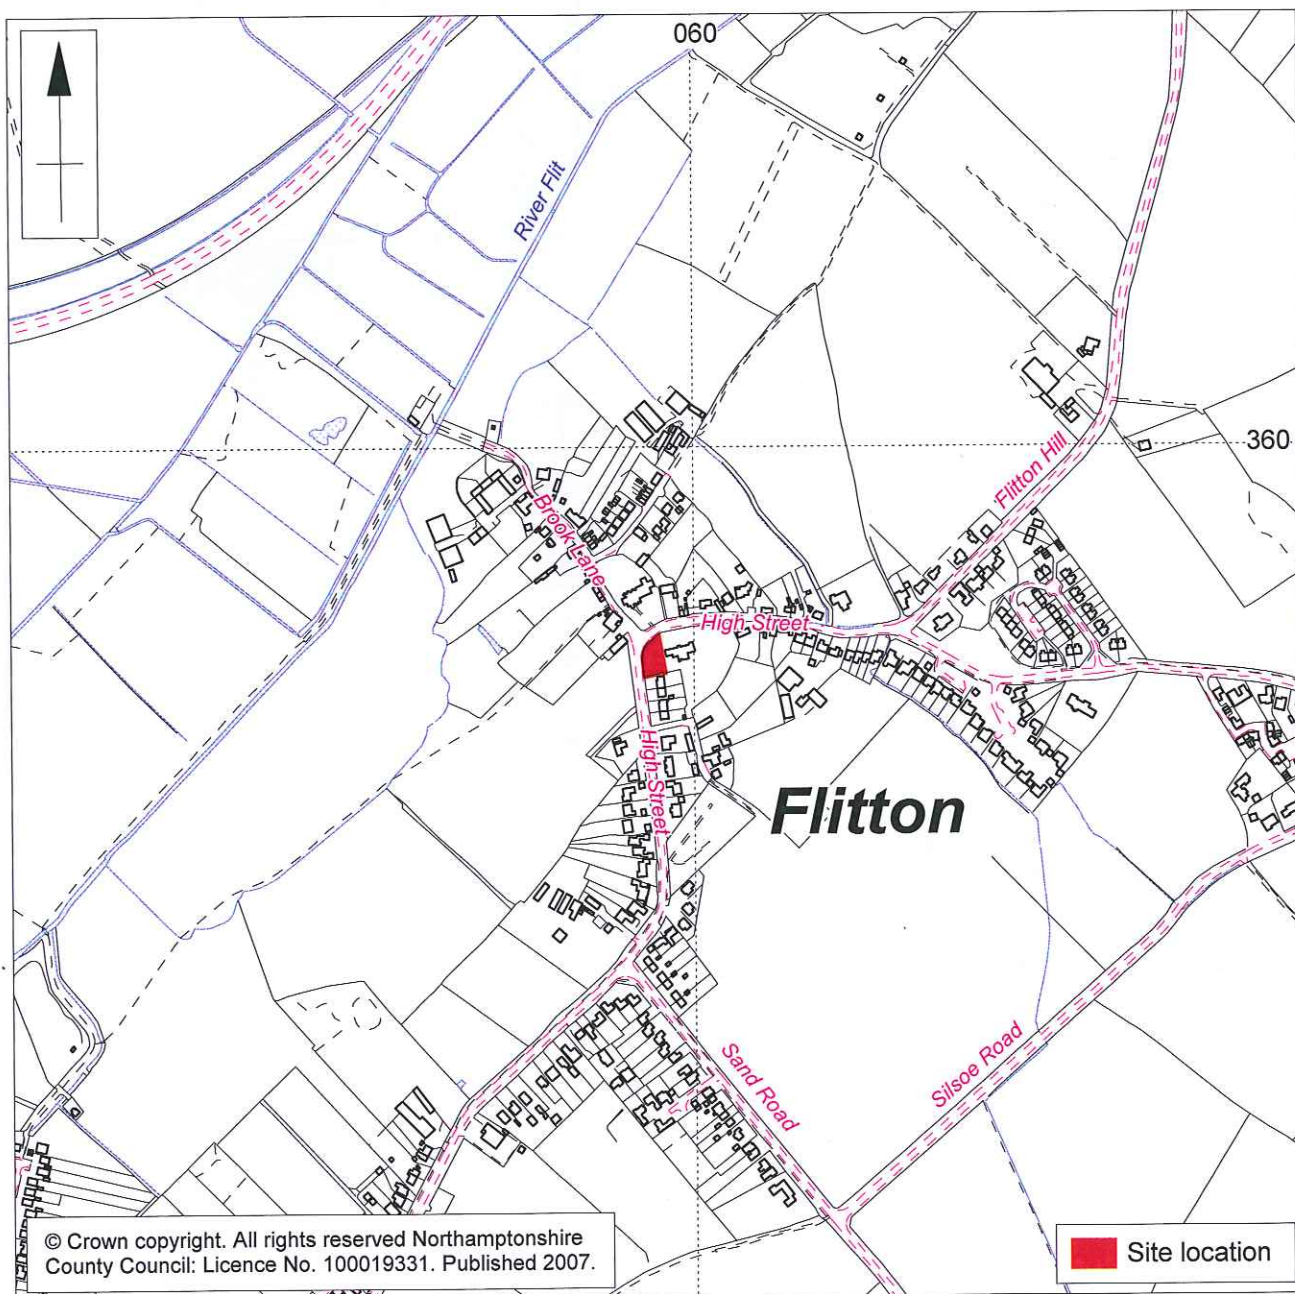 060
River Flit
360
Flitton Hill
Brook Lane
High Street
High Street
Flitton
Sand Road
Silsoe Road
© Crown copyright. All rights reserved Northamptonshire
County Council: Licence No. 100019331. Published 2007.
Site location